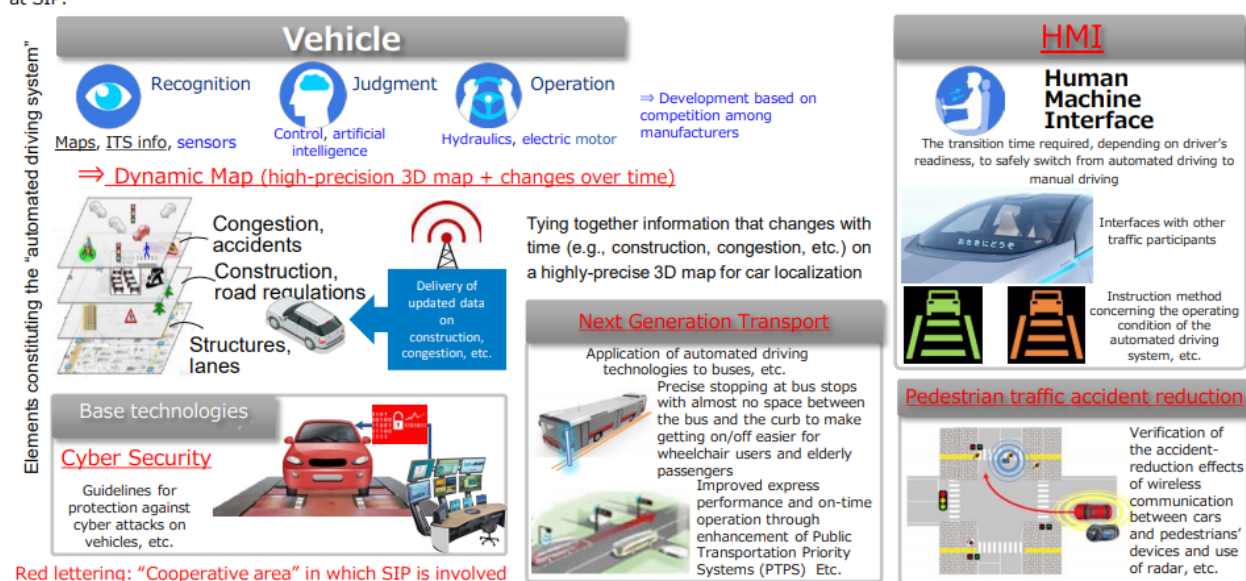 at SIP.
Elements constituting the "automated driving system"
Vehicle
Recognition
Judgment
Operation
Maps, ITS info, sensors
Control, artificial
intelligence
Hydraulics, electric motor
⇒ Development based on
competition among
manufacturers
⇒ Dynamic Map (high-precision 3D map + changes over time)
Congestion,
accidents
Construction,
road regulations
Structures,
lanes
Delivery of
updated data
on
construction,
congestion, etc.
Tying together information that changes with
time (e.g., construction, congestion, etc.) on
a highly-precise 3D map for car localization
Base technologies
Cyber Security
Guidelines for
protection against
cyber attacks on
vehicles, etc.
Red lettering: "Cooperative area" in which SIP is involved
Next Generation Transport
Application of automated driving
technologies to buses, etc.
Precise stopping at bus stops
with almost no space between
the bus and the curb to make
getting on/off easier for
wheelchair users and elderly
passengers
Improved express
performance and on-time
operation through
enhancement of Public
Transportation Priority
Systems (PTPS) Etc.
HMI
Human
Machine
Interface
The transition time required, depending on driver's
readiness, to safely switch from automated driving to
manual driving
おさきにどうぞ
Interfaces with other
traffic participants
Instruction method
concerning the operating
condition of the
automated driving
system, etc.
Pedestrian traffic accident reduction
Verification of
the accident-
reduction effects
of wireless
communication
between cars
and pedestrians'
devices and use
of radar, etc.